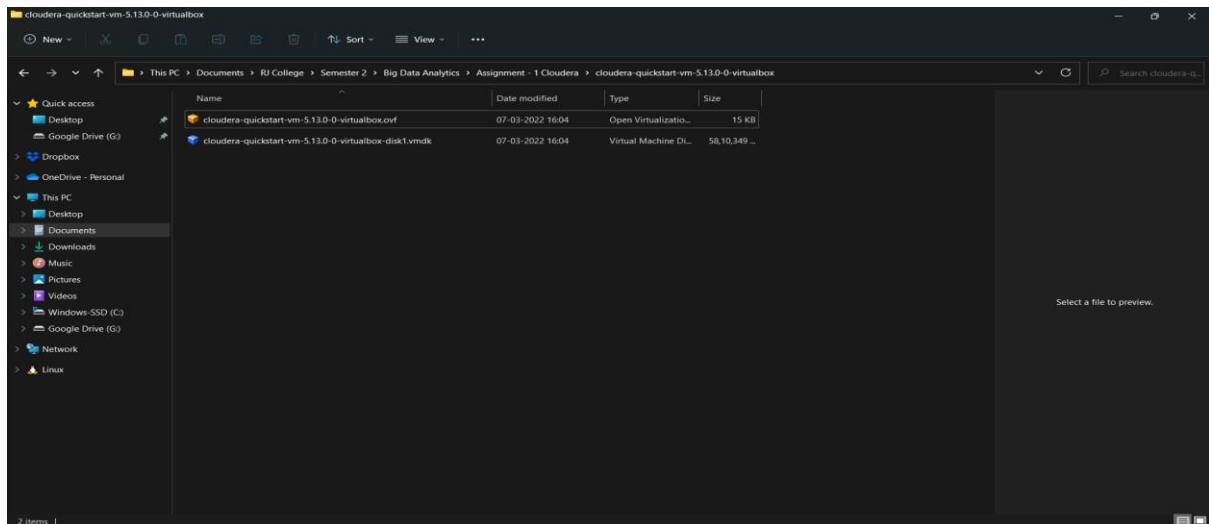 cloudera-quickstart-vm-5.13.0-0-virtualbox
New
Sort
View
This PC > Documents > RJ College > Semester 2 > Big Data Analytics > Assignment - 1 Cloudera > cloudera-quickstart-vm-5.13.0-0-virtualbox
Search cloudera-q...
Name Date modified Type Size
cloudera-quickstart-vm-5.13.0-0-virtualbox.ovf 07-03-2022 16:04 Open Virtualizatio... 15 KB
cloudera-quickstart-vm-5.13.0-0-virtualbox-disk1.vmdk 07-03-2022 16:04 Virtual Machine Di... 58,10,349 ...
Quick access
Desktop
Google Drive (G:)
Dropbox
OneDrive - Personal
This PC
Desktop
Documents
Downloads
Music
Pictures
Videos
Windows-SSD (C:)
Google Drive (G:)
Network
Linux
Select a file to preview.
2 items